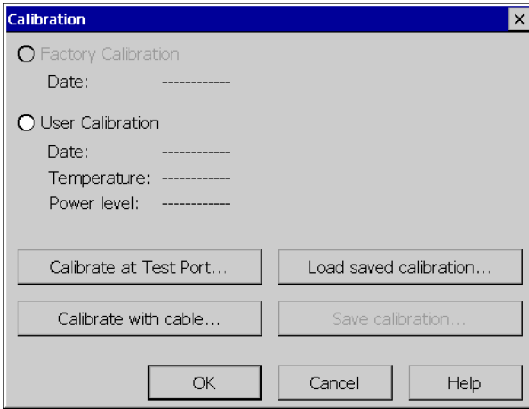 Calibration
Factory Calibration
Date: ------------
User Calibration
Date: ------------
Temperature: ------------
Power level: ------------
Calibrate at Test Port... Load saved calibration...
Calibrate with cable... Save calibration...
OK Cancel Help